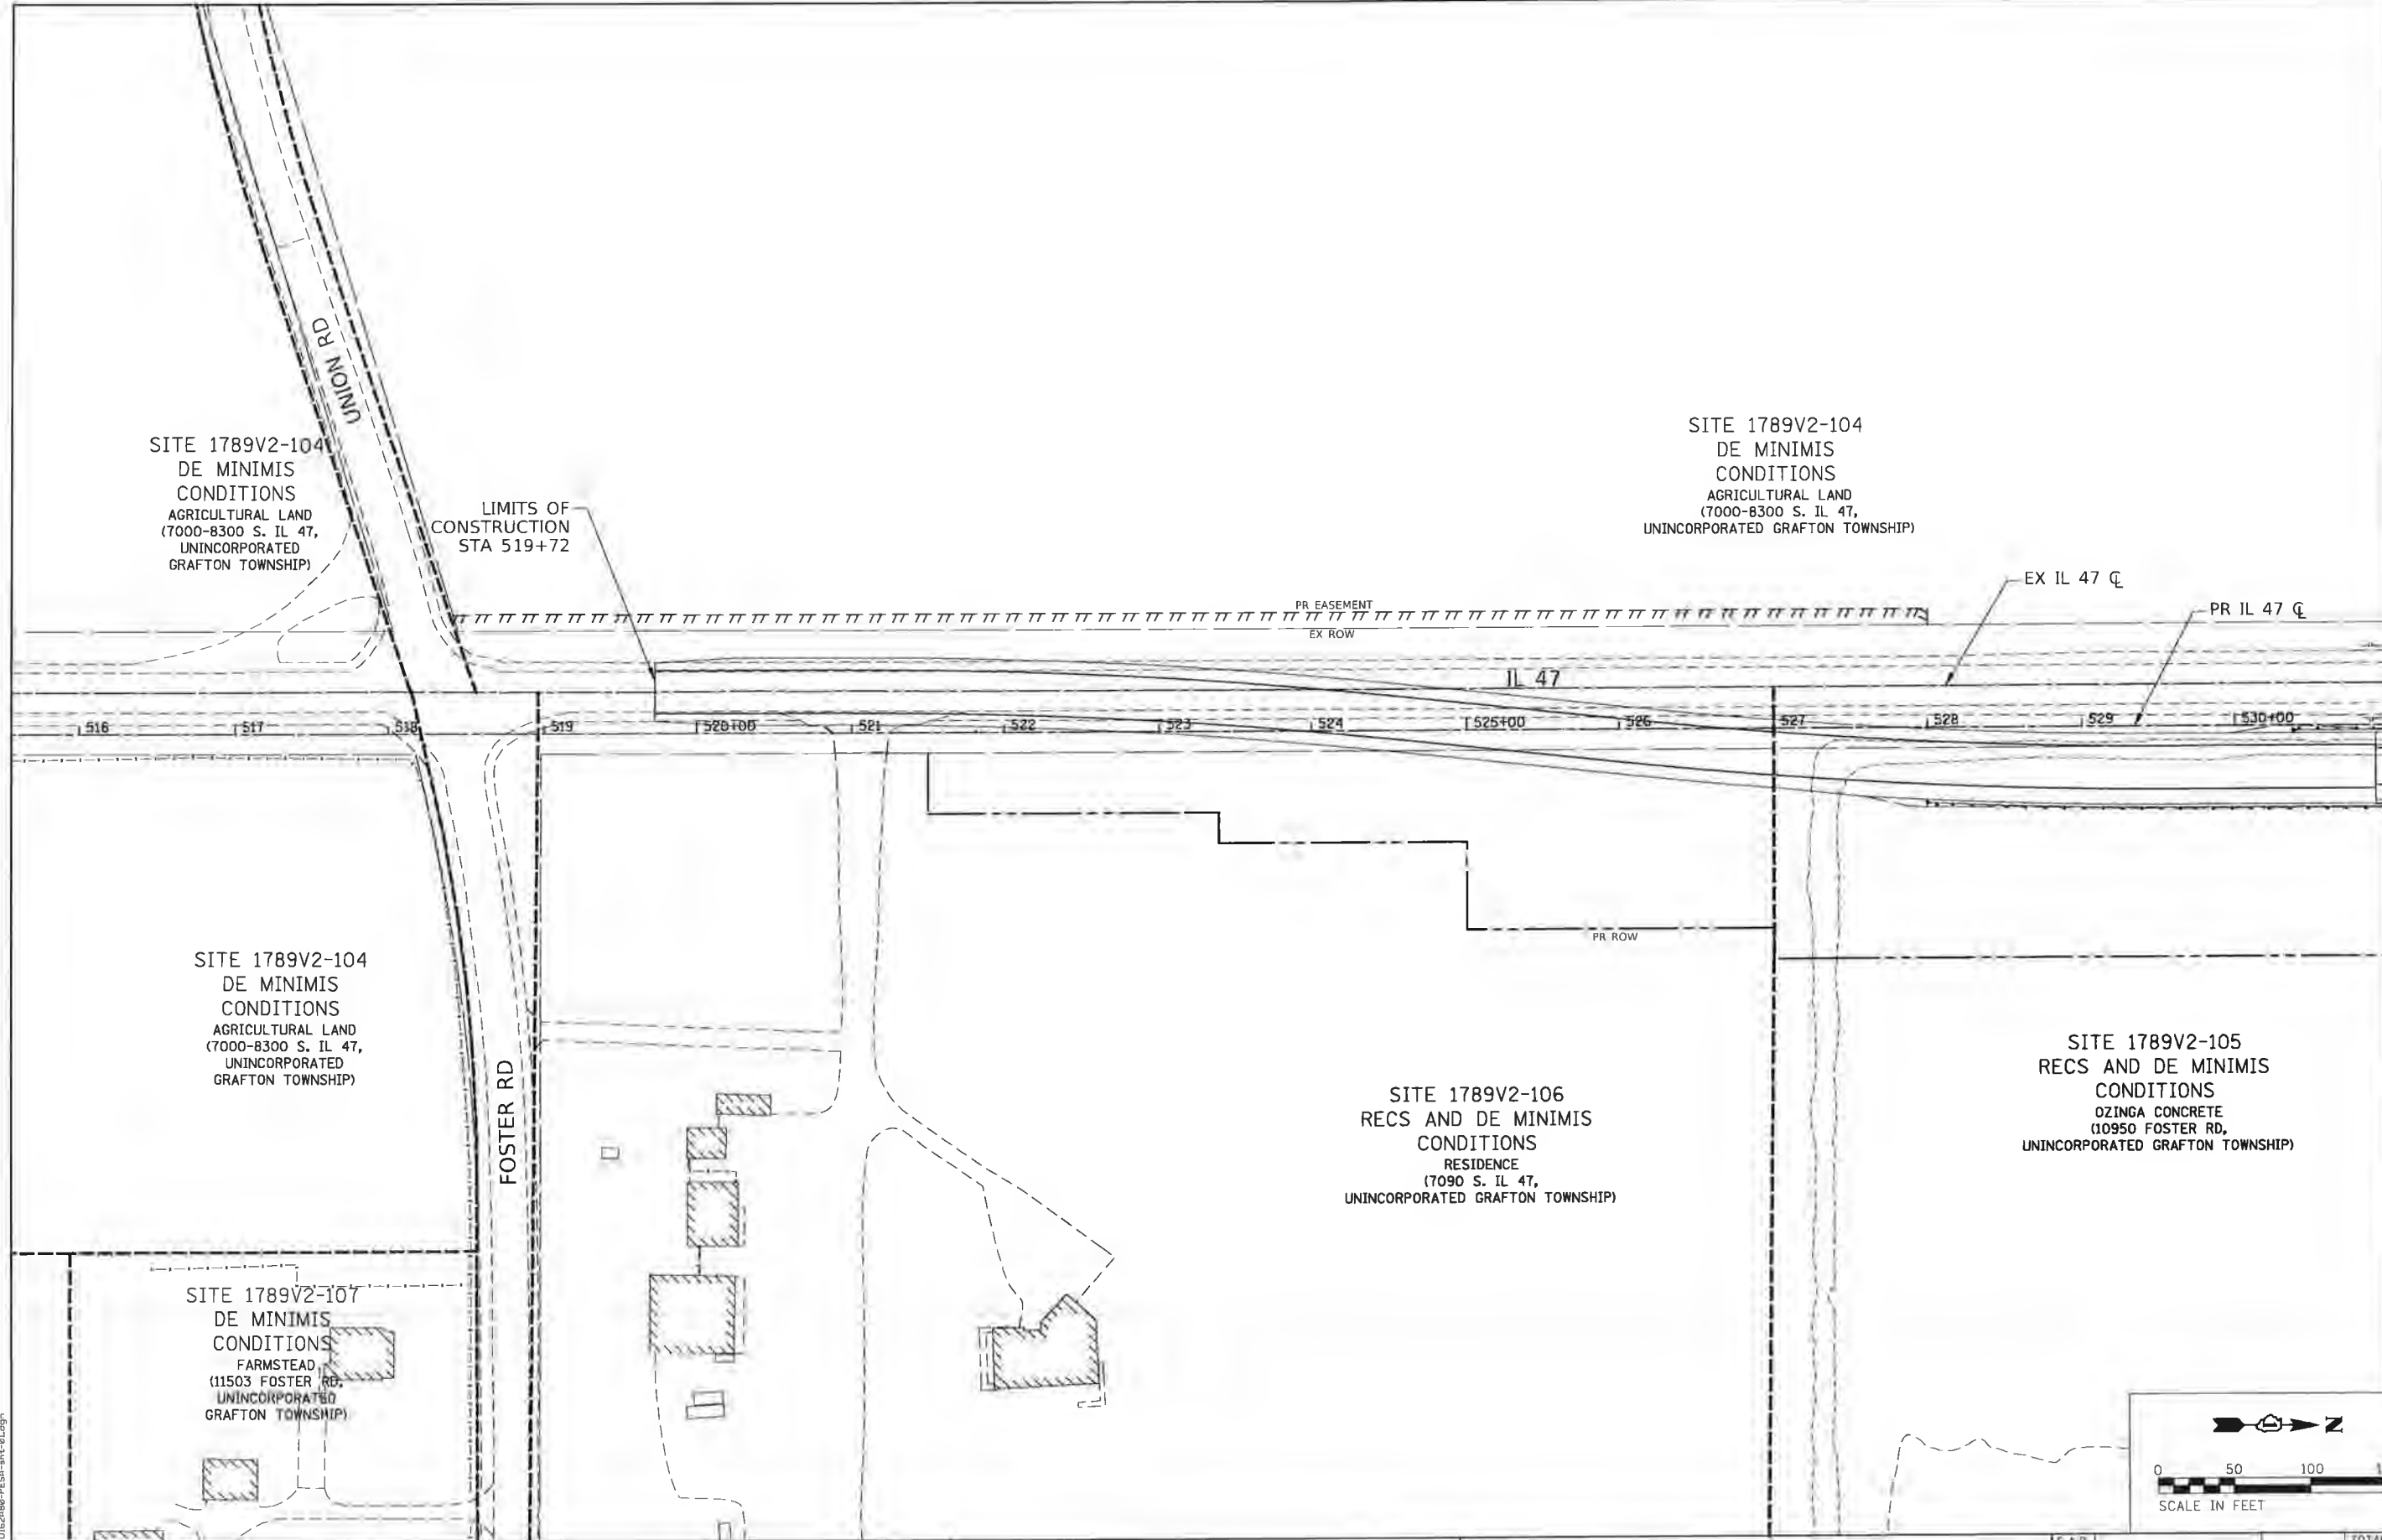 UNION RD
SITE 1789V2-104
DE MINIMIS
CONDITIONS
AGRICULTURAL LAND
(7000-8300 S. IL 47,
UNINCORPORATED
GRAFTON TOWNSHIP)
LIMITS OF
CONSTRUCTION
STA 519+72
SITE 1789V2-104
DE MINIMIS
CONDITIONS
AGRICULTURAL LAND
(7000-8300 S. IL 47,
UNINCORPORATED GRAFTON TOWNSHIP)
EX IL 47 ℄
PR IL 47 ℄
PR EASEMENT
EX ROW
IL 47
516 517 518 519 520+00 521 522 523 524 525+00 526 527 528 529 530+00
PR ROW
SITE 1789V2-104
DE MINIMIS
CONDITIONS
AGRICULTURAL LAND
(7000-8300 S. IL 47,
UNINCORPORATED
GRAFTON TOWNSHIP)
FOSTER RD
SITE 1789V2-106
RECS AND DE MINIMIS
CONDITIONS
RESIDENCE
(7090 S. IL 47,
UNINCORPORATED GRAFTON TOWNSHIP)
SITE 1789V2-105
RECS AND DE MINIMIS
CONDITIONS
OZINGA CONCRETE
(10950 FOSTER RD,
UNINCORPORATED GRAFTON TOWNSHIP)
SITE 1789V2-107
DE MINIMIS
CONDITIONS
FARMSTEAD
(11503 FOSTER RD,
UNINCORPORATED
GRAFTON TOWNSHIP)
N
0 50 100
SCALE IN FEET